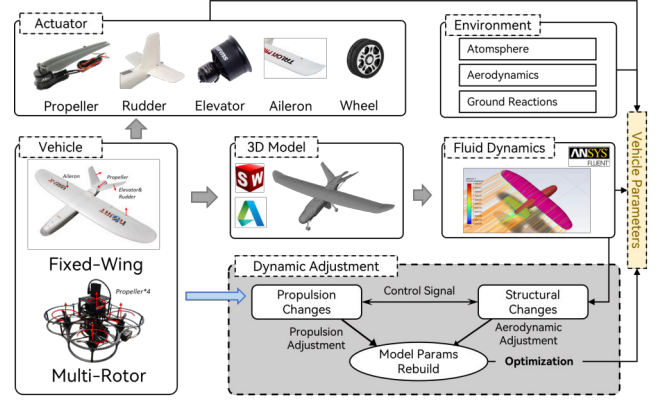 Actuator
Propeller
Rudder
Elevator
Aileron
Wheel
Environment
Atomsphere
Aerodynamics
Ground Reactions
Vehicle
Aileron
Propeller
Elevator&
Rudder
Fixed-Wing
Propeller*4
Multi-Rotor
3D Model
SW
Fluid Dynamics
ANSYS
FLUENT
Vehicle Parameters
Dynamic Adjustment
Propulsion
Changes
Control Signal
Structural
Changes
Propulsion
Adjustment
Aerodynamic
Adjustment
Model Params
Rebuild
Optimization